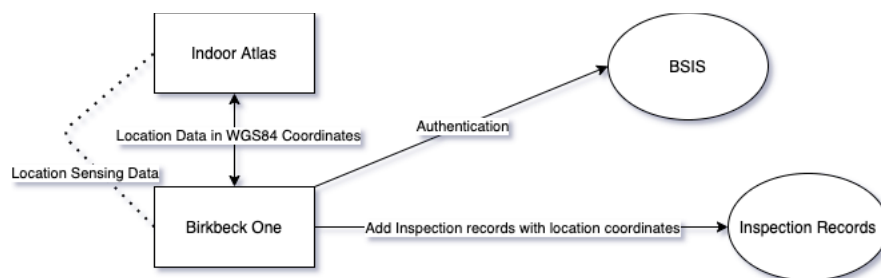 Indoor Atlas
BSIS
Authentication
Location Data in WGS84 Coordinates
Location Sensing Data
Birkbeck One
Add Inspection records with location coordinates
Inspection Records